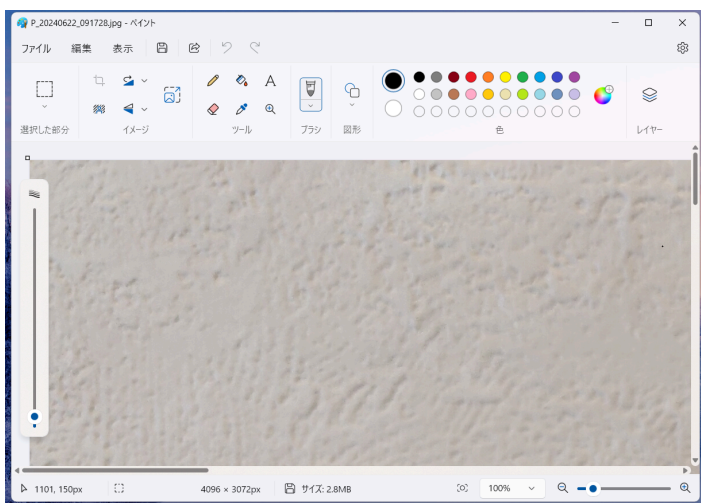 P_20240622_091728.jpg - ペイント
ファイル 編集 表示
A
選択した部分 イメージ ツール ブラシ 図形 色 レイヤー
1101, 150px 4096 × 3072px サイズ: 2.8MB 100%